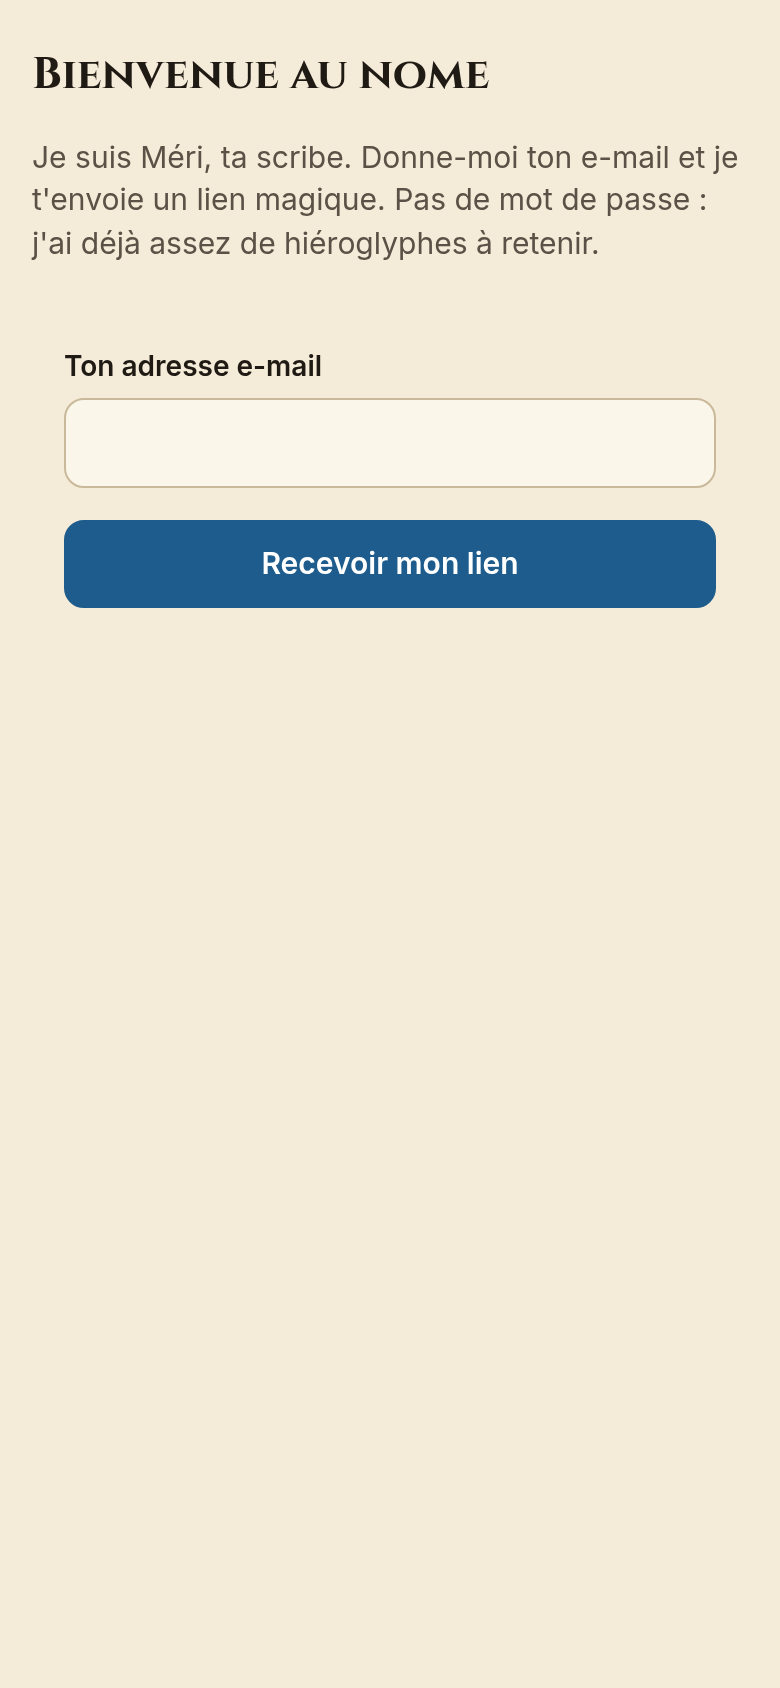 Bienvenue au nome
Je suis Méri, ta scribe. Donne-moi ton e-mail et je
t'envoie un lien magique. Pas de mot de passe :
j'ai déjà assez de hiéroglyphes à retenir.
Ton adresse e-mail
Recevoir mon lien